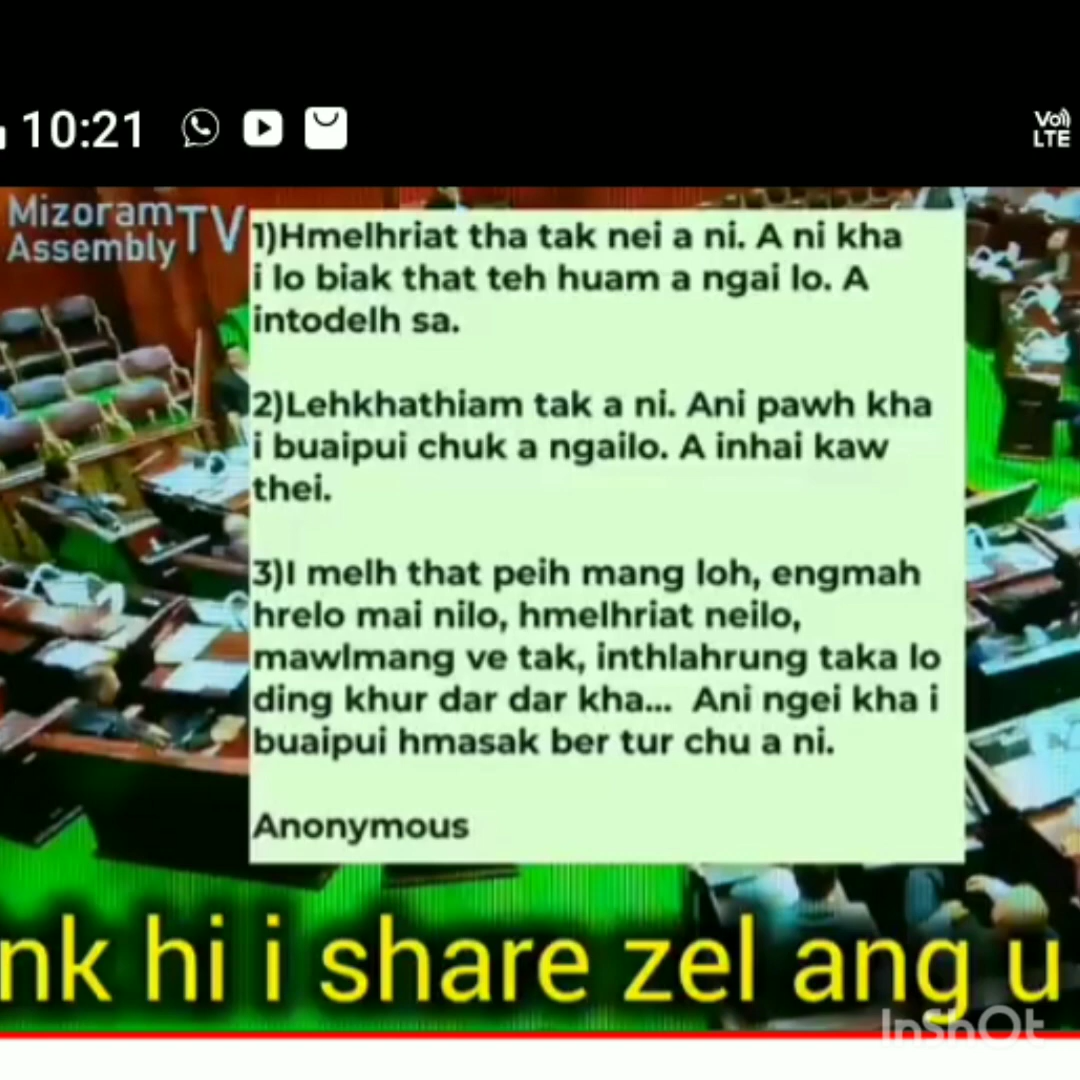 10:21
Vo)) LTE
Mizoram
Assembly TV
1)Hmelhriat tha tak nei a ni. A ni kha
i lo biak that teh huam a ngai lo. A
intodelh sa.
2)Lehkhathiam tak a ni. Ani pawh kha
i buaipui chuk a ngailo. A inhai kaw
thei.
3)I melh that peih mang loh, engmah
hrelo mai nilo, hmelhriat neilo,
mawlmang ve tak, inthlahrung taka lo
ding khur dar dar kha... Ani ngei kha i
buaipui hmasak ber tur chu a ni.
Anonymous
nk hi i share zel ang u
InShOt